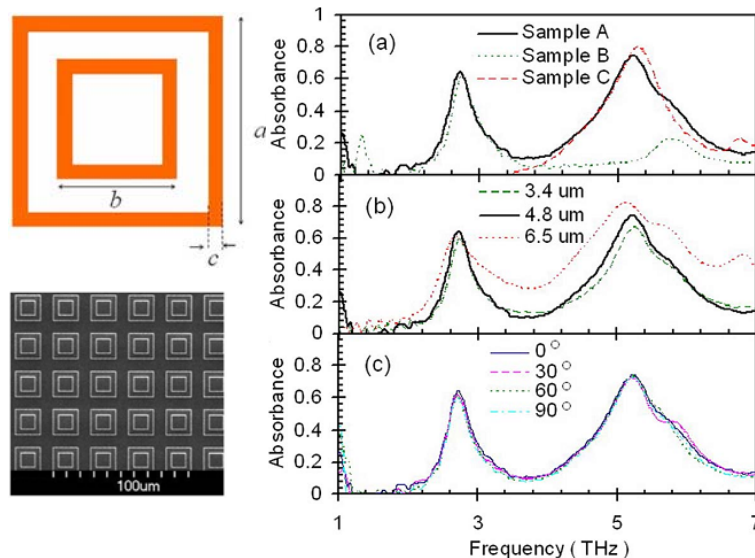 a
b
c
100um
(a)
Sample A
Sample B
Sample C
Absorbance
1
0.8
0.6
0.4
0.2
0
(b)
3.4 um
4.8 um
6.5 um
Absorbance
0.8
0.6
0.4
0.2
0
(c)
0°
30°
60°
90°
Absorbance
0.8
0.6
0.4
0.2
0
1 3 5 7
Frequency ( THz )